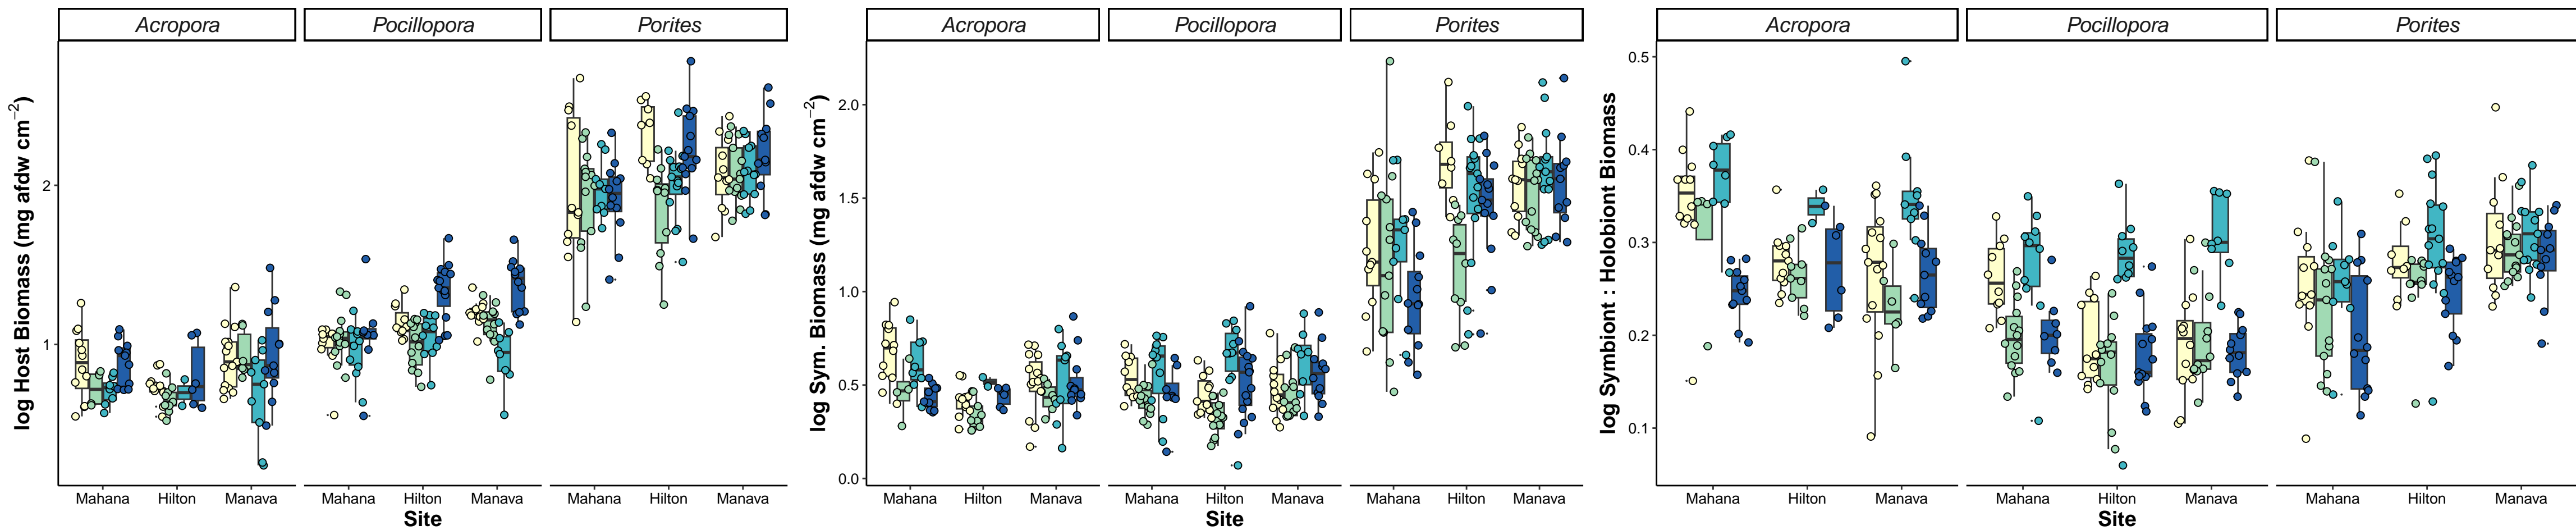 Acropora Pocillopora Porites
log Host Biomass (mg afdw cm−2)
2
1
Mahana Hilton Manava Mahana Hilton Manava Mahana Hilton Manava
Site
Acropora Pocillopora Porites
log Sym. Biomass (mg afdw cm−2)
2.0
1.5
1.0
0.5
0.0
Mahana Hilton Manava Mahana Hilton Manava Mahana Hilton Manava
Site
Acropora Pocillopora Porites
log Symbiont : Holobiont Biomass
0.5
0.4
0.3
0.2
0.1
Mahana Hilton Manava Mahana Hilton Manava Mahana Hilton Manava
Site